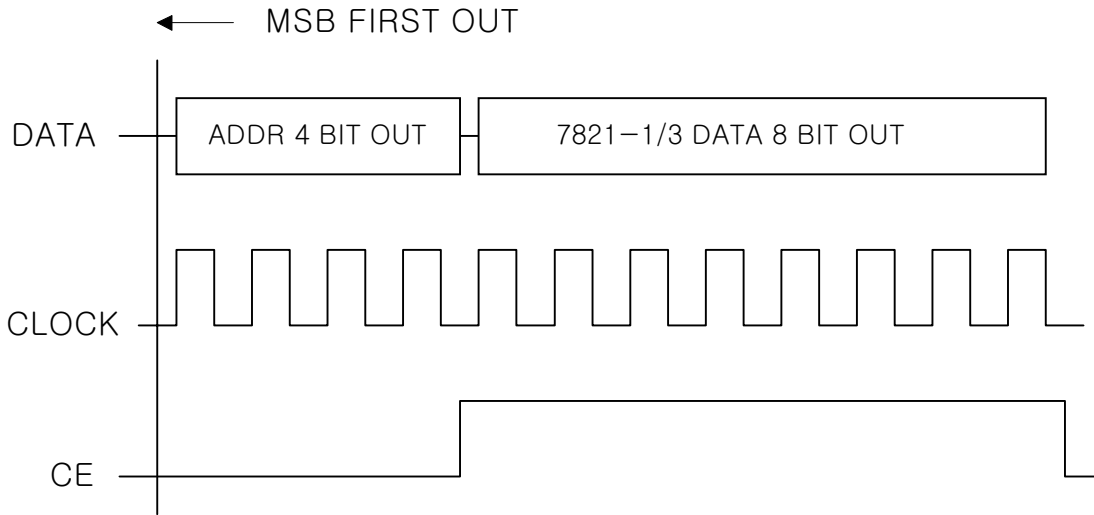 MSB FIRST OUT
DATA
ADDR 4 BIT OUT
7821-1/3 DATA 8 BIT OUT
CLOCK
CE